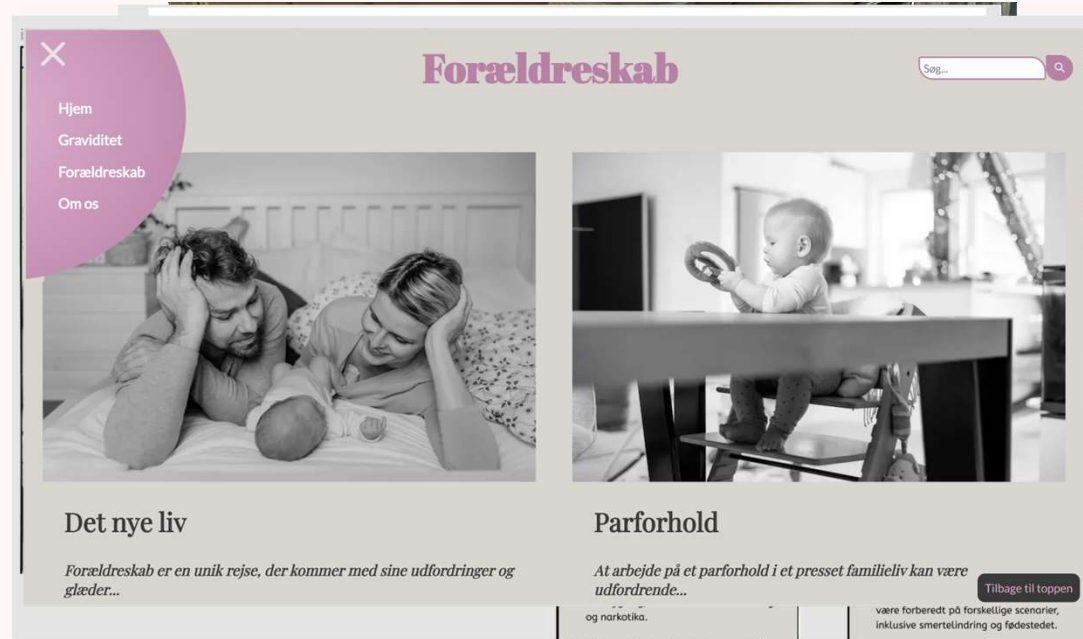 Forældreskab
Søg...
Hjem
Graviditet
Forældreskab
Om os
Det nye liv
Forældreskab er en unik rejse, der kommer med sine udfordringer og
glæder...
Parforhold
At arbejde på et parforhold i et presset familieliv kan være
udfordrende...
Tilbage til toppen
og narkotika.
være forberedt på forskellige scenarier,
inklusive smertelindring og fødestedet.